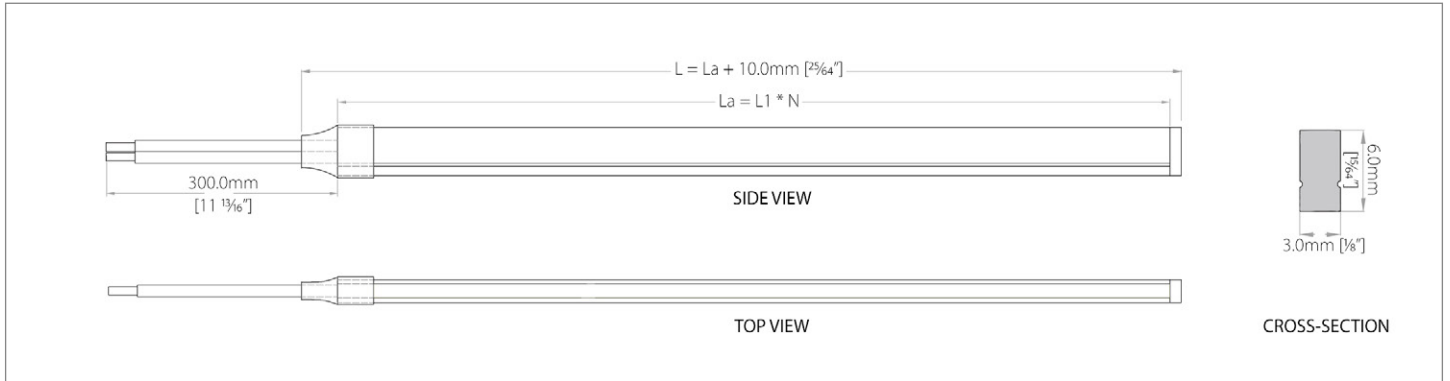 L = La + 10.0mm [25⁄64"]
La = L1 * N
300.0mm
[11 13⁄16"]
SIDE VIEW
6.0mm
[15⁄64"]
3.0mm [1⁄8"]
TOP VIEW
CROSS-SECTION